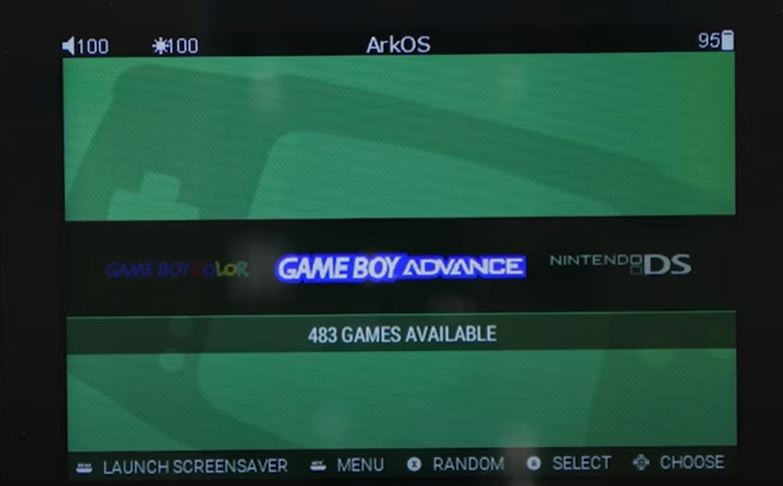 100 100 ArkOS 95
GAME BOY COLOR GAME BOY ADVANCE NINTENDO DS
483 GAMES AVAILABLE
LAUNCH SCREENSAVER MENU X RANDOM A SELECT CHOOSE